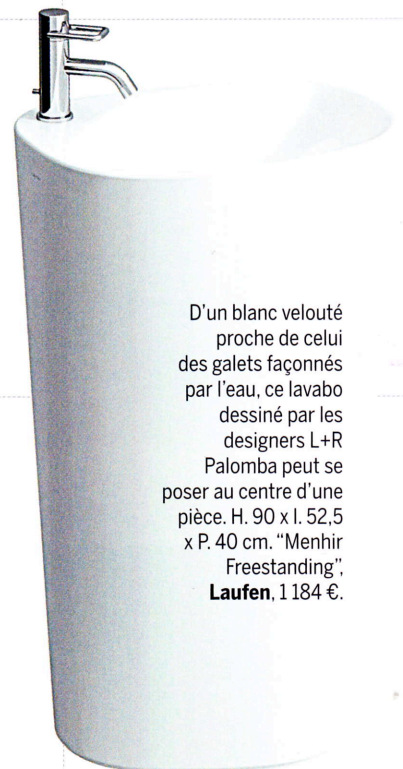 D’un blanc velouté
proche de celui
des galets façonnés
par l’eau, ce lavabo
dessiné par les
designers L+R
Palomba peut se
poser au centre d’une
pièce. H. 90 x l. 52,5
x P. 40 cm. “Menhir
Freestanding”,
Laufen, 1 184 €.